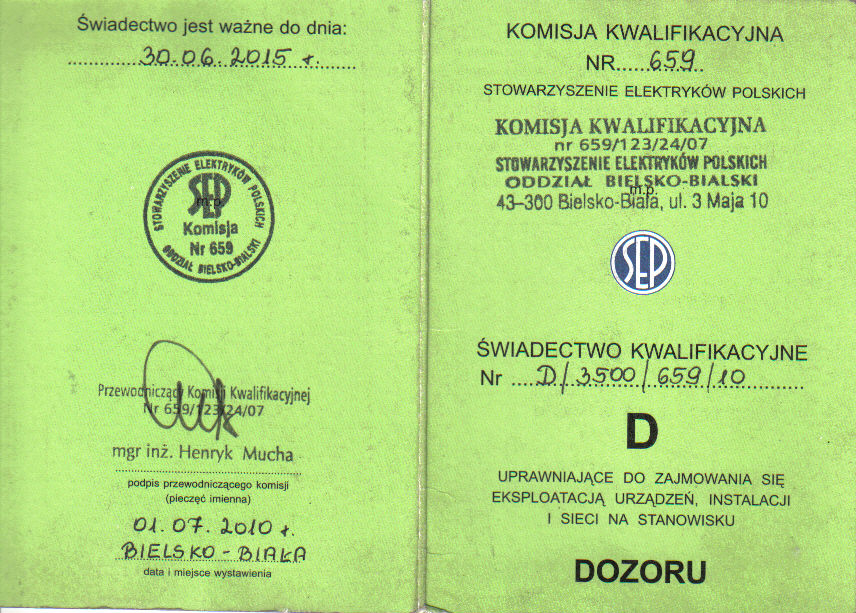 Świadectwo jest ważne do dnia:
30.06.2015 r.
STOWARZYSZENIE ELEKTRYKÓW POLSKICH
SEP
m.p.
Komisja
Nr 659
ODDZIAŁ BIELSKO-BIALSKI
Przewodniczący Komisji Kwalifikacyjnej
Nr 659/123/24/07
mgr inż. Henryk Mucha
podpis przewodniczącego komisji
(pieczęć imienna)
01.07.2010 r.
BIELSKO-BIAŁA
data i miejsce wystawienia
KOMISJA KWALIFIKACYJNA
NR.....659.....
STOWARZYSZENIE ELEKTRYKÓW POLSKICH
KOMISJA KWALIFIKACYJNA
nr 659/123/24/07
STOWARZYSZENIE ELEKTRYKÓW POLSKICH
ODDZIAŁ BIELSKO-BIALSKI
m.p.
43-300 Bielsko-Biała, ul. 3 Maja 10
SEP
ŚWIADECTWO KWALIFIKACYJNE
Nr ....D/3500/659/10..........
D
UPRAWNIAJĄCE DO ZAJMOWANIA SIĘ
EKSPLOATACJĄ URZĄDZEŃ, INSTALACJI
I SIECI NA STANOWISKU
DOZORU